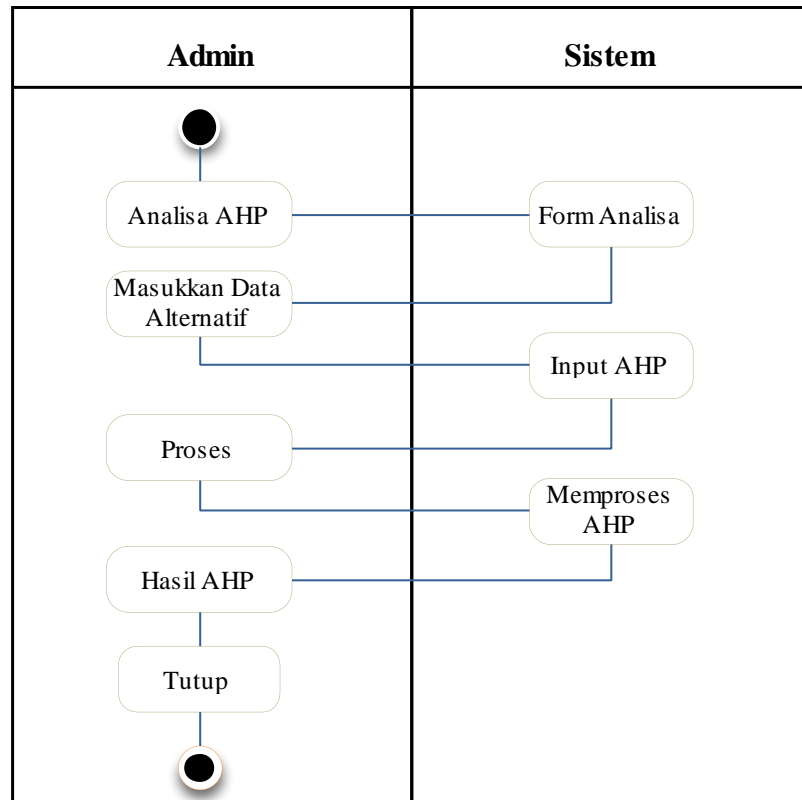 Admin
Sistem
Analisa AHP
Form Analisa
Masukkan Data
Alternatif
Input AHP
Proses
Memproses
AHP
Hasil AHP
Tutup